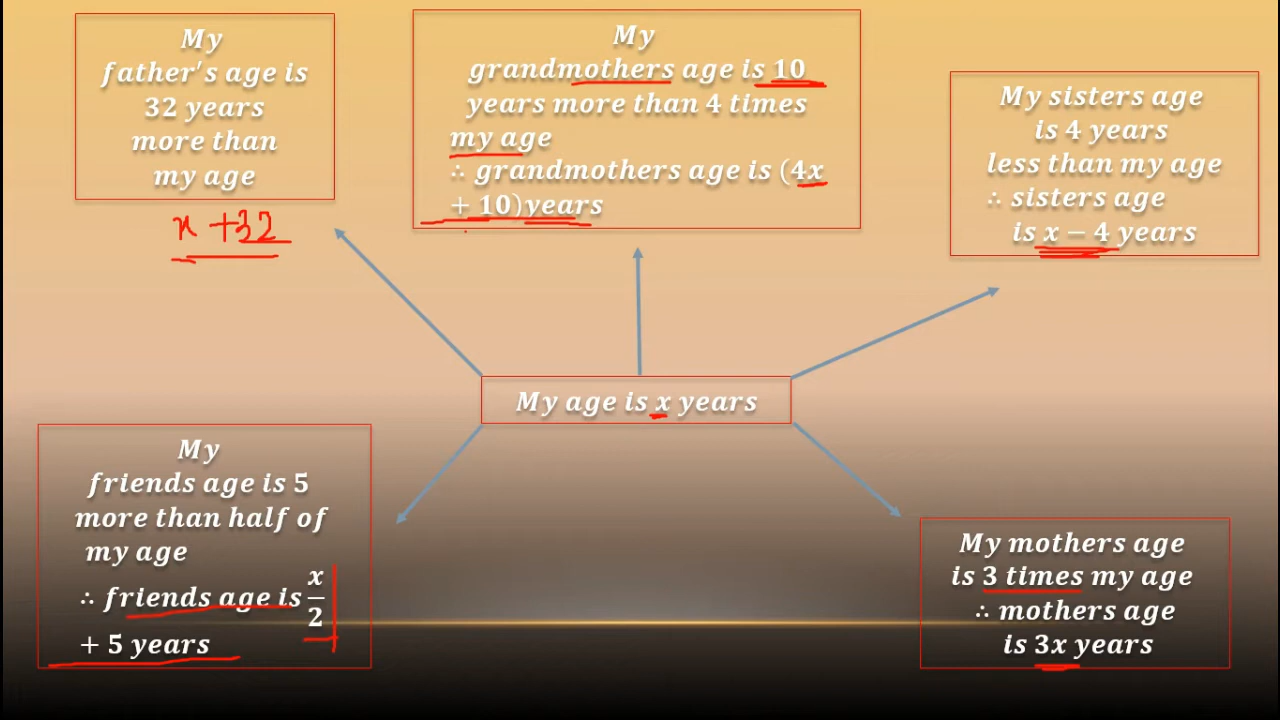 My
father's age is
32 years
more than
my age
x + 32
My
grandmothers age is 10
years more than 4 times
my age
∴ grandmothers age is (4x
+ 10)years
My sisters age
is 4 years
less than my age
∴ sisters age
is x − 4 years
My age is x years
My
friends age is 5
more than half of
my age
∴ friends age is x/2
+ 5 years
My mothers age
is 3 times my age
∴ mothers age
is 3x years